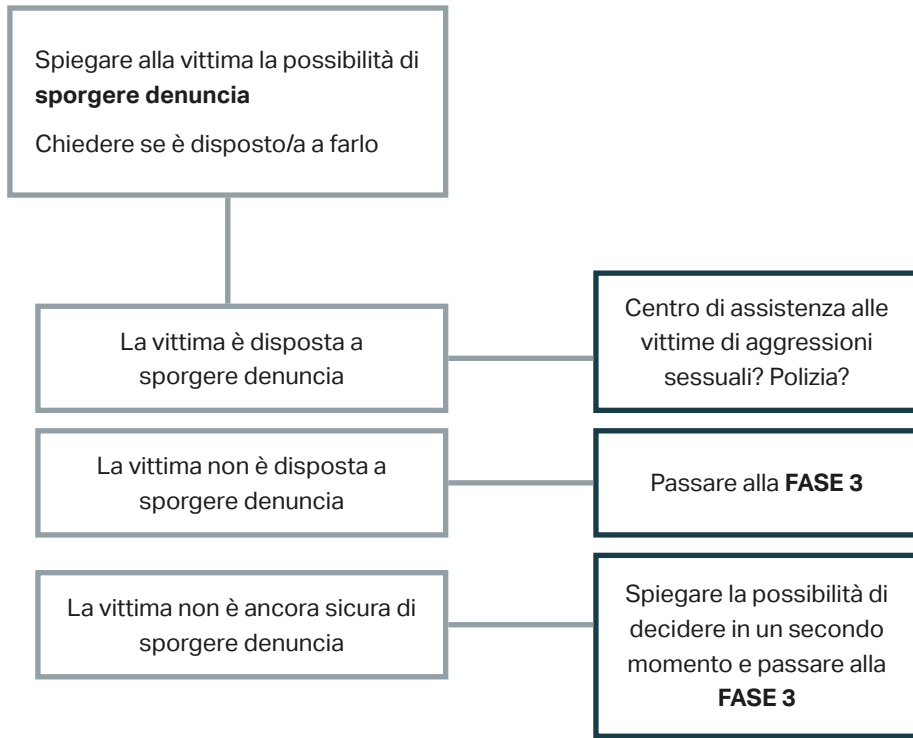 Spiegare alla vittima la possibilità di
sporgere denuncia
Chiedere se è disposto/a a farlo
La vittima è disposta a
sporgere denuncia
Centro di assistenza alle
vittime di aggressioni
sessuali? Polizia?
La vittima non è disposta a
sporgere denuncia
Passare alla FASE 3
La vittima non è ancora sicura di
sporgere denuncia
Spiegare la possibilità di
decidere in un secondo
momento e passare alla
FASE 3